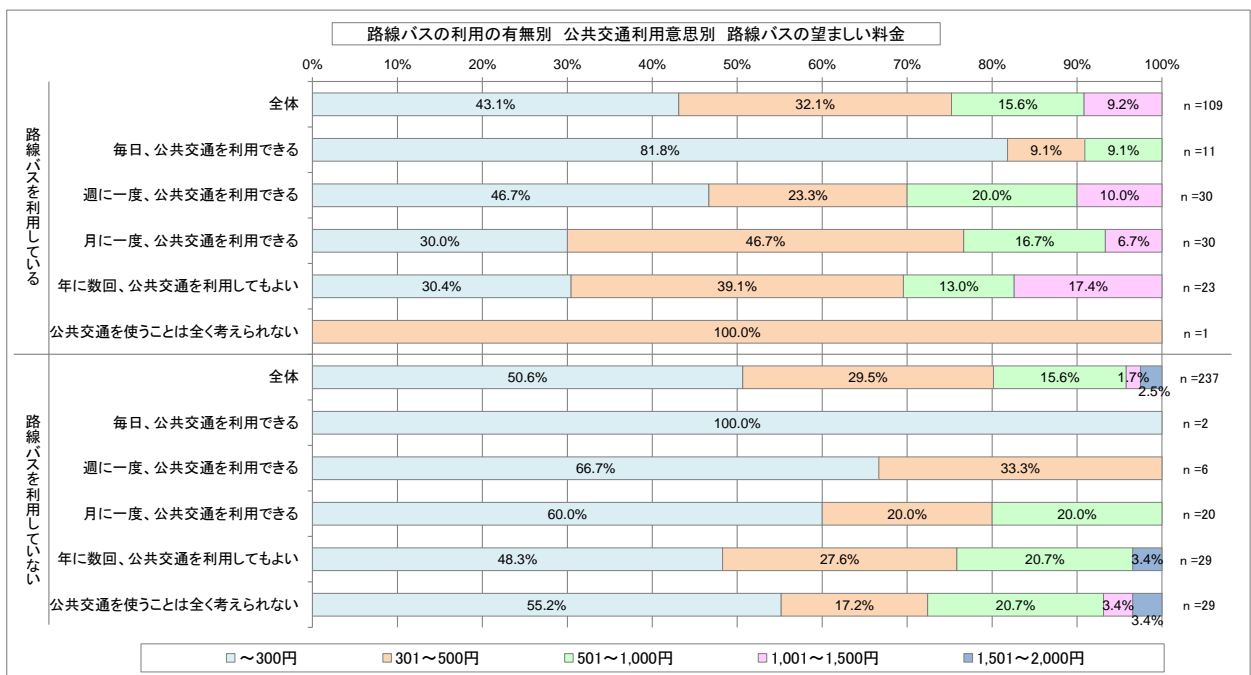 路線バスの利用の有無別 公共交通利用意思別 路線バスの望ましい料金
0% 10% 20% 30% 40% 50% 60% 70% 80% 90% 100%
路線バスを利用している
全体 43.1% 32.1% 15.6% 9.2% n =109
毎日、公共交通を利用できる 81.8% 9.1% 9.1% n =11
週に一度、公共交通を利用できる 46.7% 23.3% 20.0% 10.0% n =30
月に一度、公共交通を利用できる 30.0% 46.7% 16.7% 6.7% n =30
年に数回、公共交通を利用してもよい 30.4% 39.1% 13.0% 17.4% n =23
公共交通を使うことは全く考えられない 100.0% n =1
路線バスを利用していない
全体 50.6% 29.5% 15.6% 1.7% 2.5% n =237
毎日、公共交通を利用できる 100.0% n =2
週に一度、公共交通を利用できる 66.7% 33.3% n =6
月に一度、公共交通を利用できる 60.0% 20.0% 20.0% n =20
年に数回、公共交通を利用してもよい 48.3% 27.6% 20.7% 3.4% n =29
公共交通を使うことは全く考えられない 55.2% 17.2% 20.7% 3.4% 3.4% n =29
～300円 301～500円 501～1,000円 1,001～1,500円 1,501～2,000円